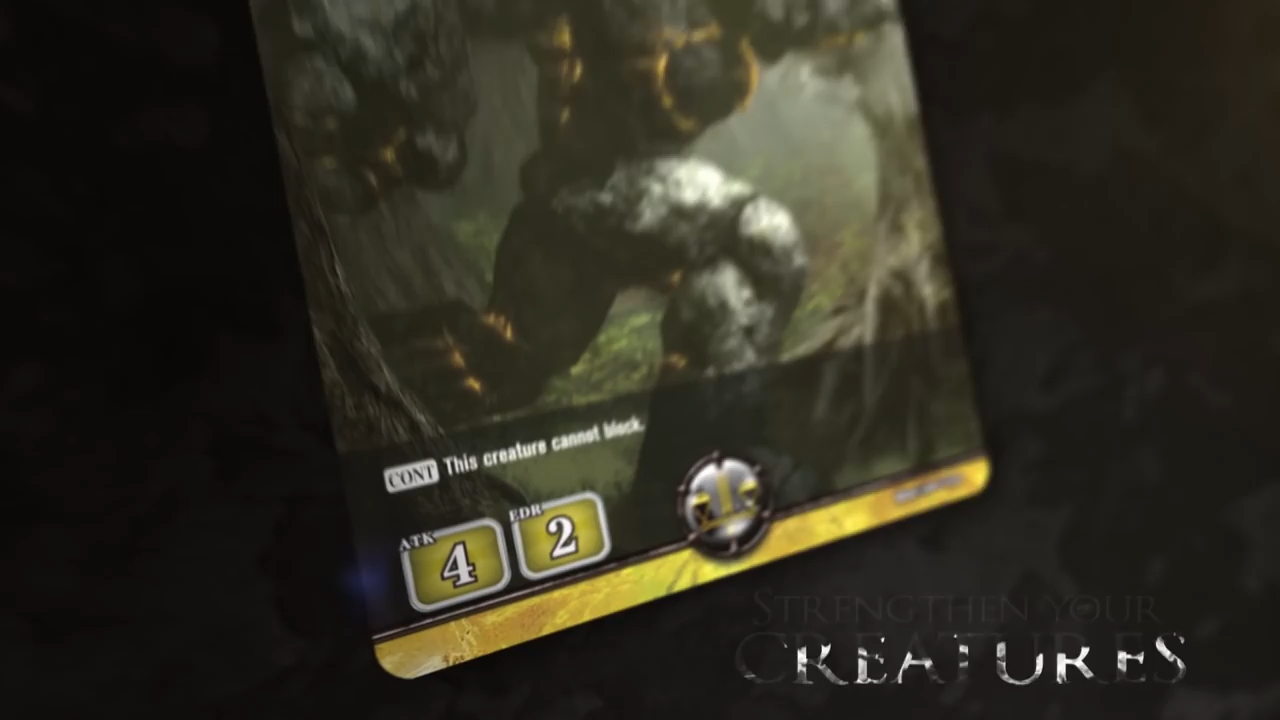 CONT This creature cannot block.
ATK EDR
4 2
STRENGTHEN YOUR
CREATURES